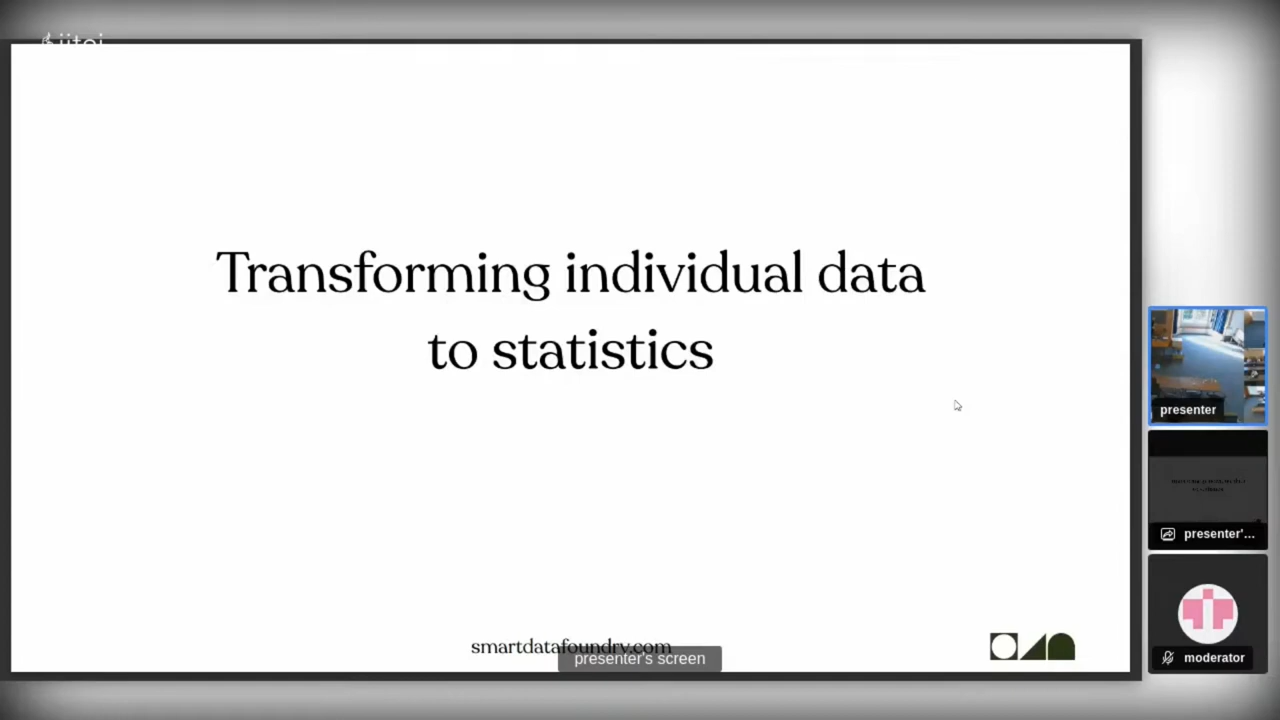 Transforming individual data
to statistics
smartdatafoundry.com
presenter's screen
presenter
presenter'...
moderator